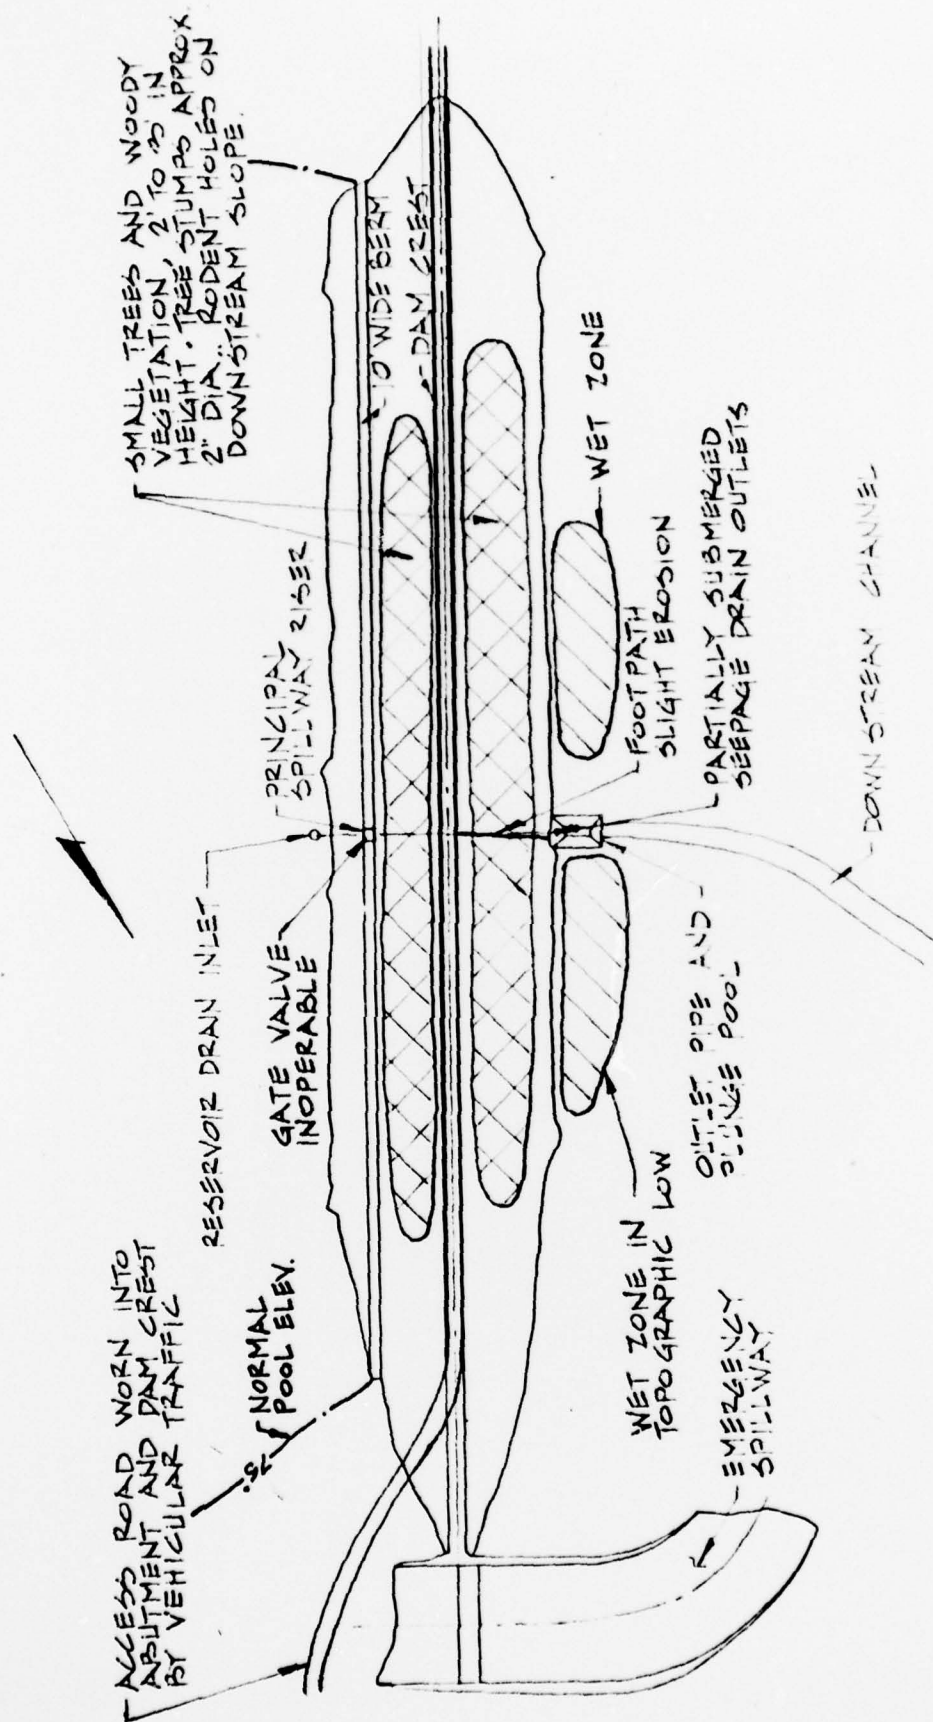 SMALL TREES AND WOODY
VEGETATION, 2' TO 3' IN
HEIGHT. TREE STUMPS APPROX.
2" DIA. RODENT HOLES ON
DOWNSTREAM SLOPE.
10' WIDE BERM
DAM CREST
PRINCIPAL
SPILLWAY RISER
WET ZONE
FOOTPATH
SLIGHT EROSION
PARTIALLY SUBMERGED
SEEPAGE DRAIN OUTLETS
DOWNSTREAM CHANNEL
RESERVOIR DRAIN INLET
GATE VALVE
INOPERABLE
OUTLET PIPE AND
PLUNGE POOL
ACCESS ROAD WORN INTO
ABUTMENT AND DAM CREST
BY VEHICULAR TRAFFIC
NORMAL
POOL ELEV.
WET ZONE IN
TOPOGRAPHIC LOW
EMERGENCY
SPILLWAY